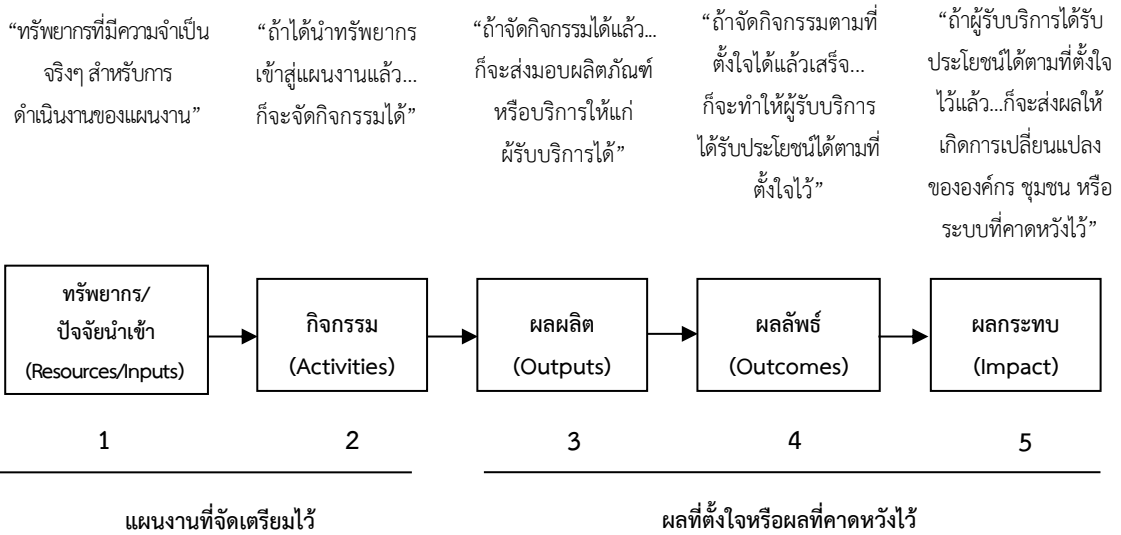 “ทรัพยากรที่มีความจำเป็น
จริงๆ สำหรับการ
ดำเนินงานของแผนงาน”
“ถ้าได้นำทรัพยากร
เข้าสู่แผนงานแล้ว...
ก็จะจัดกิจกรรมได้”
“ถ้าจัดกิจกรรมได้แล้ว...
ก็จะส่งมอบผลิตภัณฑ์
หรือบริการให้แก่
ผู้รับบริการได้”
“ถ้าจัดกิจกรรมตามที่
ตั้งใจได้แล้วเสร็จ...
ก็จะทำให้ผู้รับบริการ
ได้รับประโยชน์ได้ตามที่
ตั้งใจไว้”
“ถ้าผู้รับบริการได้รับ
ประโยชน์ได้ตามที่ตั้งใจ
ไว้แล้ว...ก็จะส่งผลให้
เกิดการเปลี่ยนแปลง
ขององค์กร ชุมชน หรือ
ระบบที่คาดหวังไว้”
ทรัพยากร/
ปัจจัยนำเข้า
(Resources/Inputs)
กิจกรรม
(Activities)
ผลผลิต
(Outputs)
ผลลัพธ์
(Outcomes)
ผลกระทบ
(Impact)
1
2
3
4
5
แผนงานที่จัดเตรียมไว้
ผลที่ตั้งใจหรือผลที่คาดหวังไว้